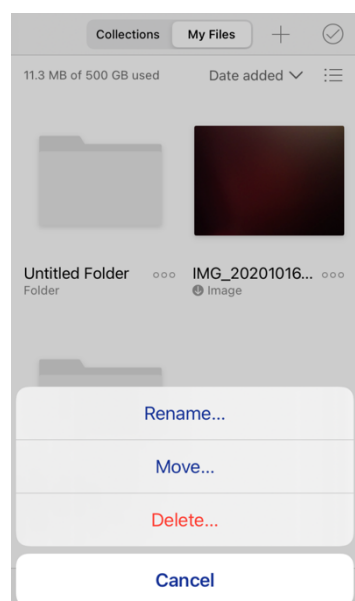 Collections My Files
11.3 MB of 500 GB used Date added
Untitled Folder IMG_20201016...
Folder Image
Rename...
Move...
Delete...
Cancel